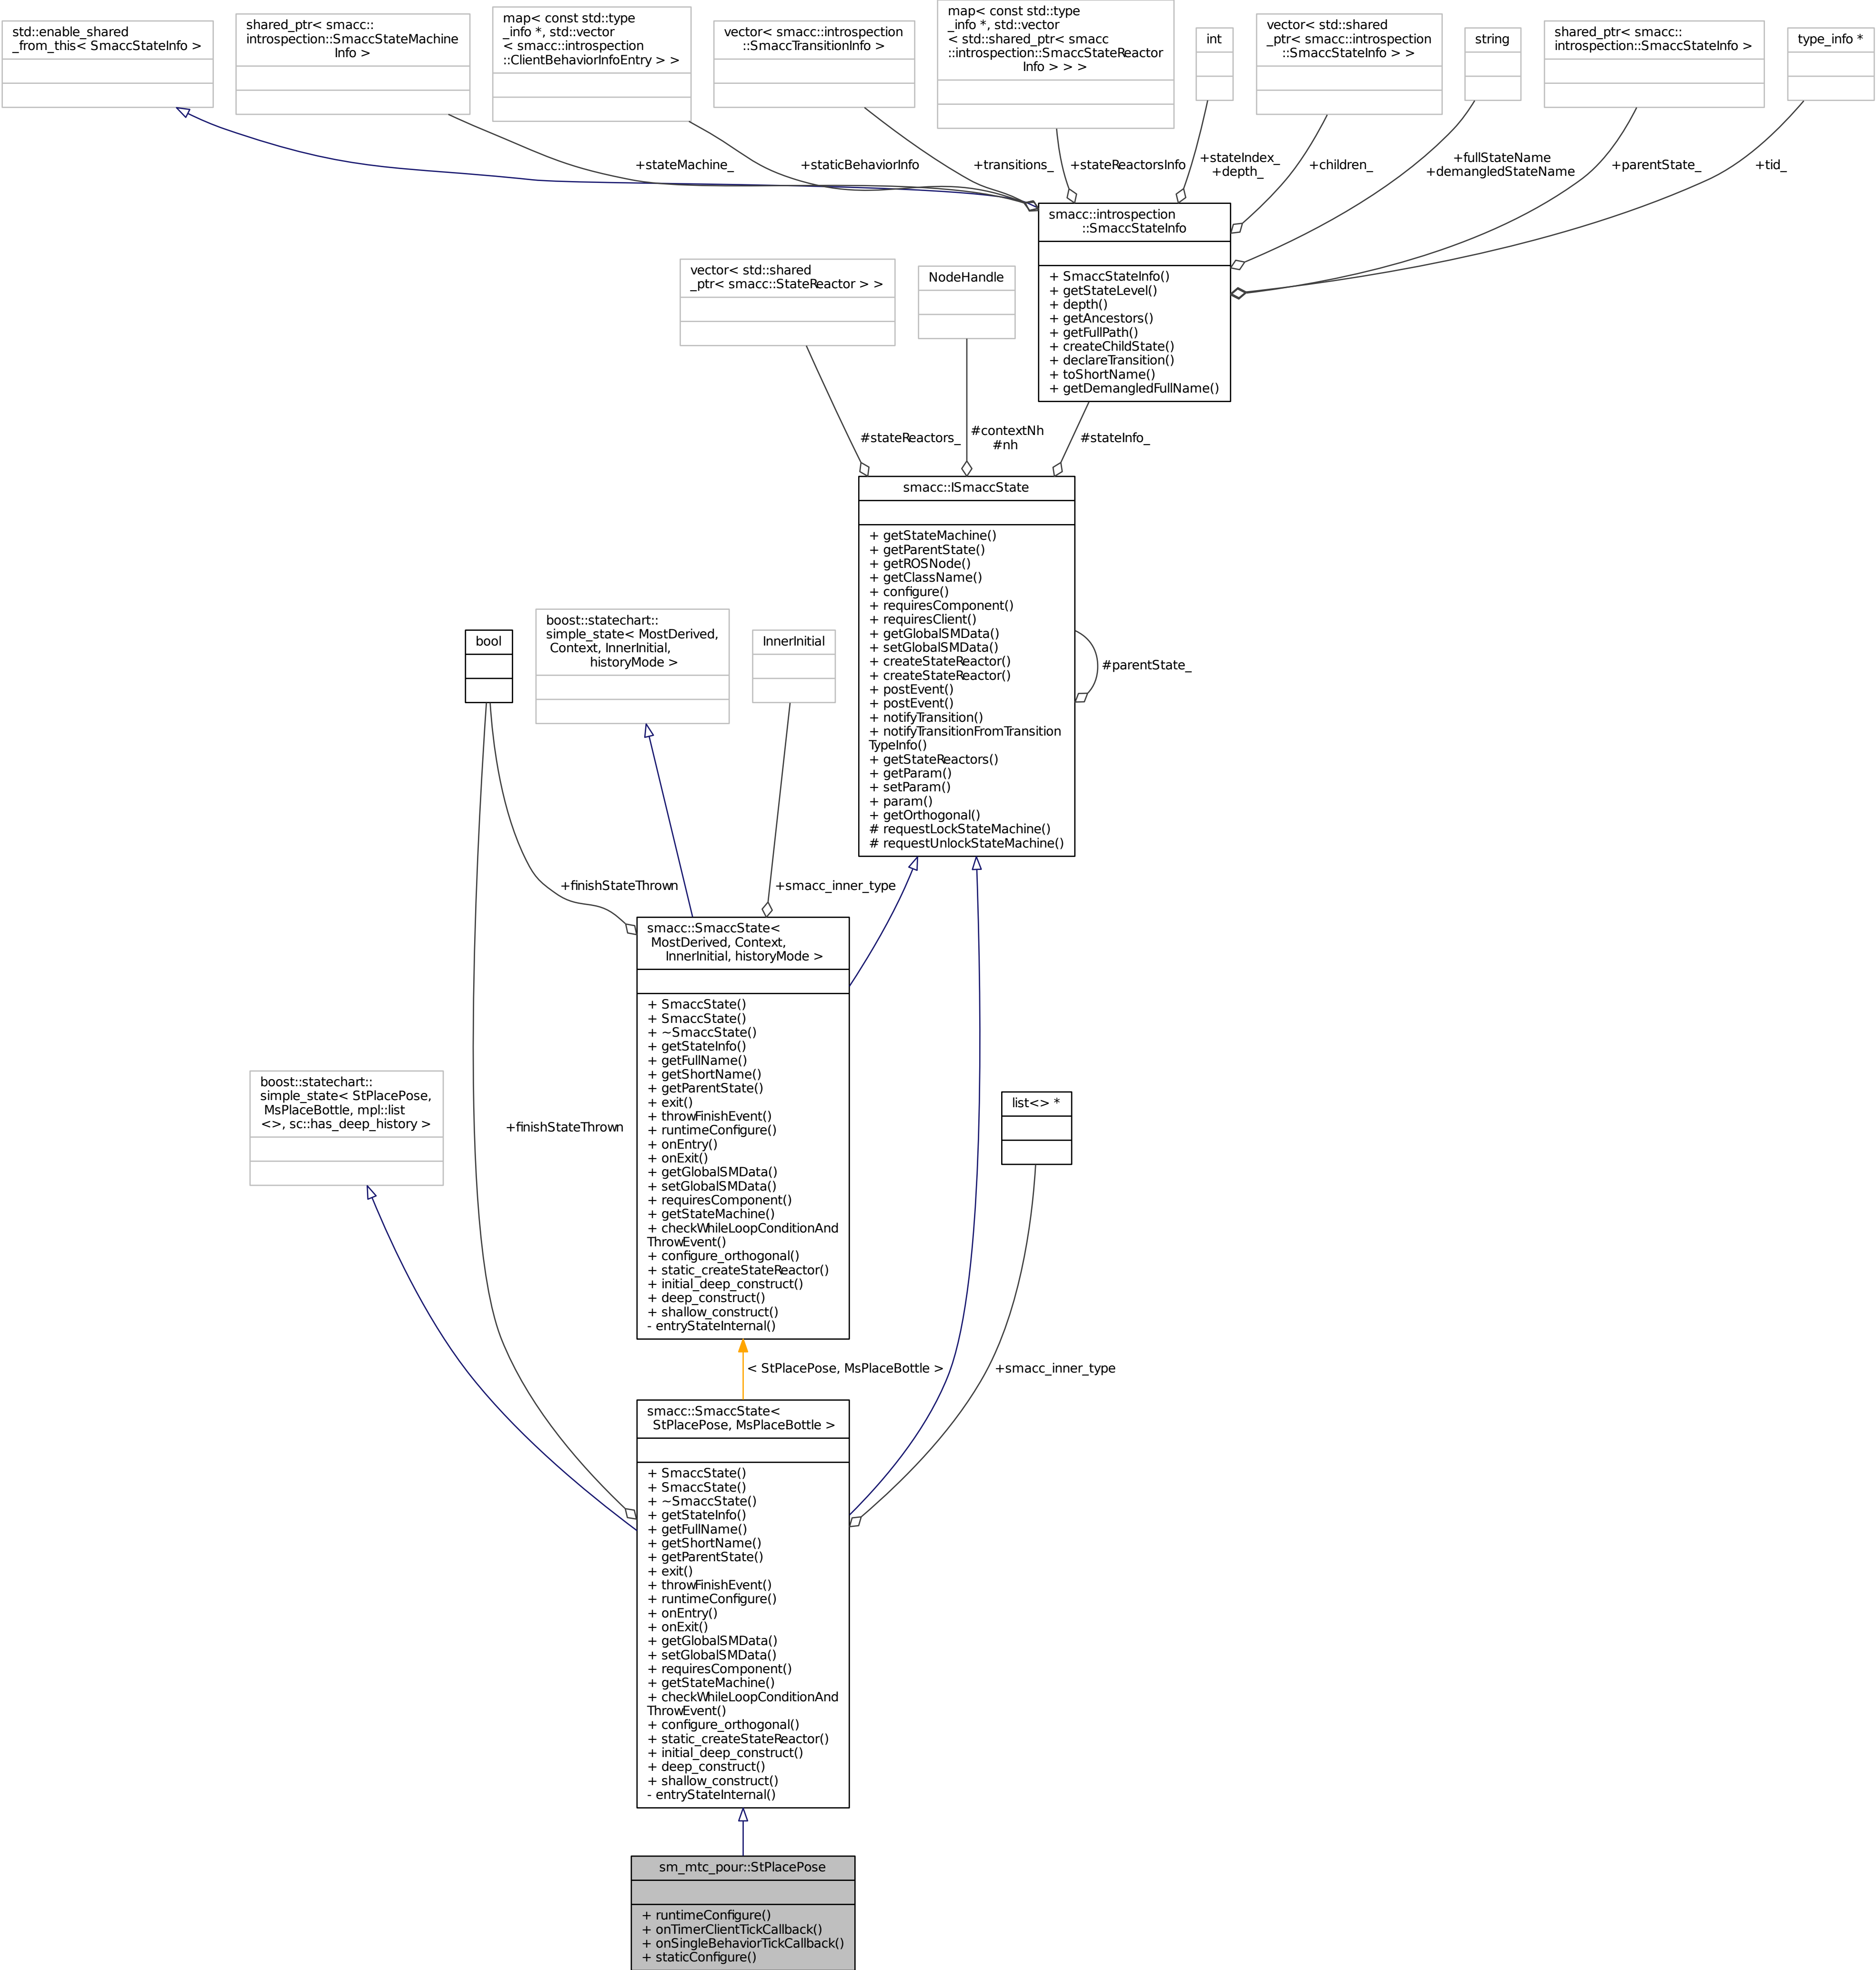 std::enable_shared
_from_this< SmaccStateInfo >
shared_ptr< smacc::
introspection::SmaccStateMachine
Info >
map< const std::type
_info *, std::vector
< smacc::introspection
::ClientBehaviorInfoEntry > >
vector< smacc::introspection
::SmaccTransitionInfo >
map< const std::type
_info *, std::vector
< std::shared_ptr< smacc
::introspection::SmaccStateReactor
Info > > >
int
vector< std::shared
_ptr< smacc::introspection
::SmaccStateInfo > >
string
shared_ptr< smacc::
introspection::SmaccStateInfo >
type_info *
+stateMachine_
+staticBehaviorInfo
+transitions_
+stateReactorsInfo
+stateIndex_
+depth_
+children_
+fullStateName
+demangledStateName
+parentState_
+tid_
smacc::introspection
::SmaccStateInfo
+ SmaccStateInfo()
+ getStateLevel()
+ depth()
+ getAncestors()
+ getFullPath()
+ createChildState()
+ declareTransition()
+ toShortName()
+ getDemangledFullName()
vector< std::shared
_ptr< smacc::StateReactor > >
NodeHandle
#stateReactors_
#contextNh
#nh
#stateInfo_
smacc::ISmaccState
+ getStateMachine()
+ getParentState()
+ getROSNode()
+ getClassName()
+ configure()
+ requiresComponent()
+ requiresClient()
+ getGlobalSMData()
+ setGlobalSMData()
+ createStateReactor()
+ createStateReactor()
+ postEvent()
+ postEvent()
+ notifyTransition()
+ notifyTransitionFromTransition
TypeInfo()
+ getStateReactors()
+ getParam()
+ setParam()
+ param()
+ getOrthogonal()
# requestLockStateMachine()
# requestUnlockStateMachine()
#parentState_
bool
boost::statechart::
simple_state< MostDerived,
Context, InnerInitial,
historyMode >
InnerInitial
+finishStateThrown
+smacc_inner_type
smacc::SmaccState<
MostDerived, Context,
InnerInitial, historyMode >
+ SmaccState()
+ SmaccState()
+ ~SmaccState()
+ getStateInfo()
+ getFullName()
+ getShortName()
+ getParentState()
+ exit()
+ throwFinishEvent()
+ runtimeConfigure()
+ onEntry()
+ onExit()
+ getGlobalSMData()
+ setGlobalSMData()
+ requiresComponent()
+ getStateMachine()
+ checkWhileLoopConditionAnd
ThrowEvent()
+ configure_orthogonal()
+ static_createStateReactor()
+ initial_deep_construct()
+ deep_construct()
+ shallow_construct()
- entryStateInternal()
boost::statechart::
simple_state< StPlacePose,
MsPlaceBottle, mpl::list
<>, sc::has_deep_history >
+finishStateThrown
list<> *
< StPlacePose, MsPlaceBottle >
+smacc_inner_type
smacc::SmaccState<
StPlacePose, MsPlaceBottle >
+ SmaccState()
+ SmaccState()
+ ~SmaccState()
+ getStateInfo()
+ getFullName()
+ getShortName()
+ getParentState()
+ exit()
+ throwFinishEvent()
+ runtimeConfigure()
+ onEntry()
+ onExit()
+ getGlobalSMData()
+ setGlobalSMData()
+ requiresComponent()
+ getStateMachine()
+ checkWhileLoopConditionAnd
ThrowEvent()
+ configure_orthogonal()
+ static_createStateReactor()
+ initial_deep_construct()
+ deep_construct()
+ shallow_construct()
- entryStateInternal()
sm_mtc_pour::StPlacePose
+ runtimeConfigure()
+ onTimerClientTickCallback()
+ onSingleBehaviorTickCallback()
+ staticConfigure()